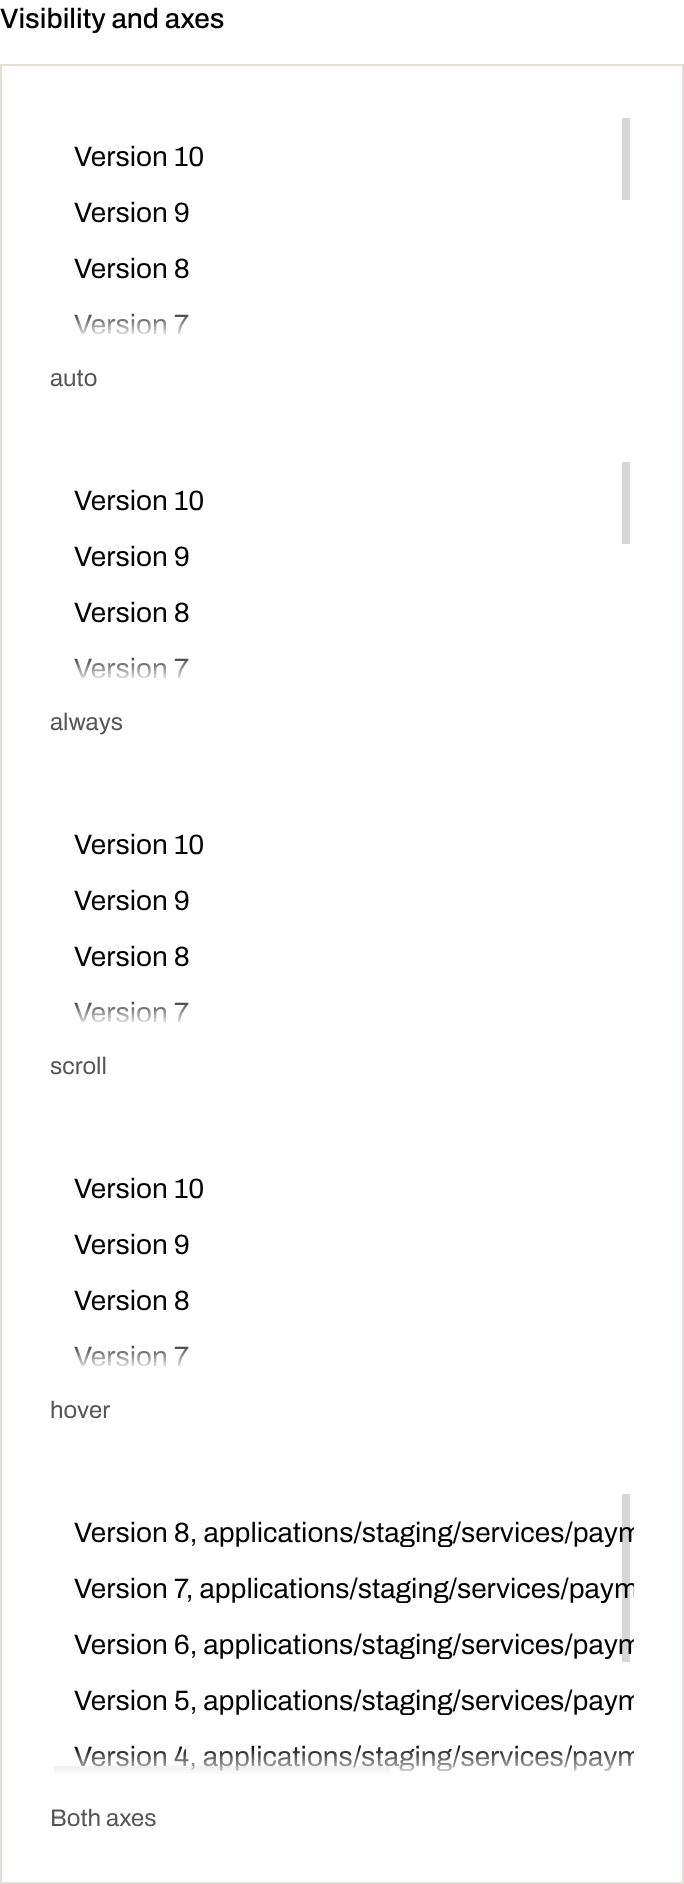 Visibility and axes
Version 10
Version 9
Version 8
Version 7
auto
Version 10
Version 9
Version 8
Version 7
always
Version 10
Version 9
Version 8
Version 7
scroll
Version 10
Version 9
Version 8
Version 7
hover
Version 8, applications/staging/services/paym
Version 7, applications/staging/services/paym
Version 6, applications/staging/services/paym
Version 5, applications/staging/services/paym
Version 4, applications/staging/services/paym
Both axes